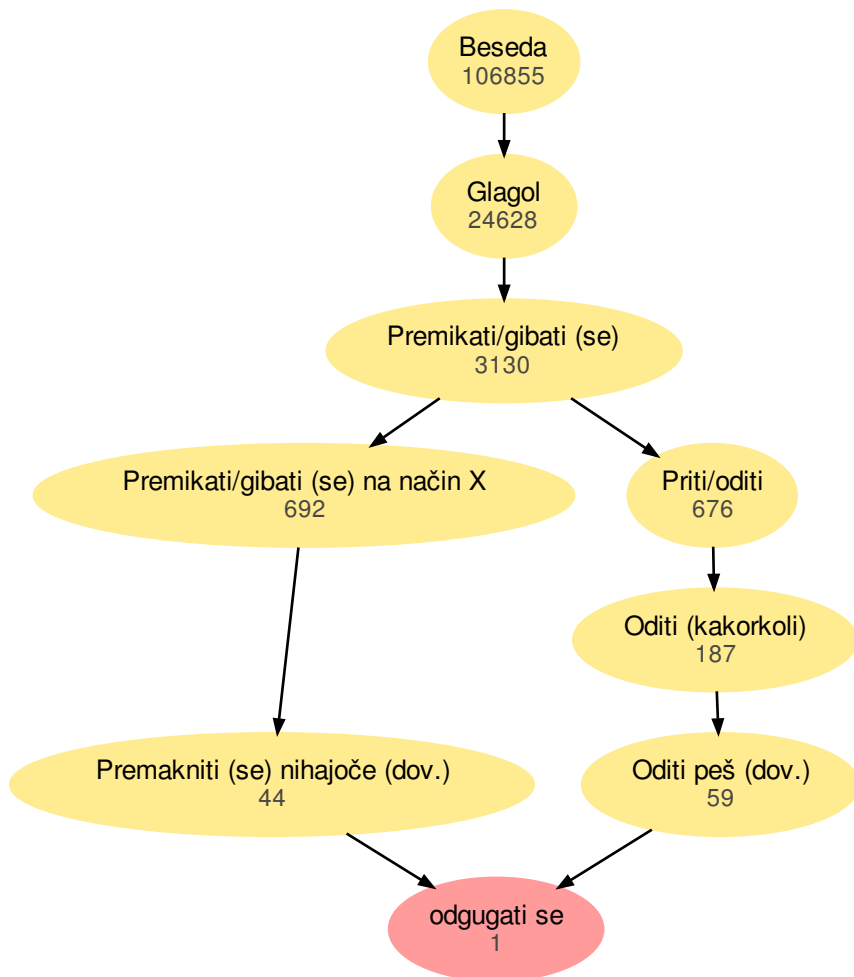 Beseda
106855
Glagol
24628
Premikati/gibati (se)
3130
Premikati/gibati (se) na način X
692
Priti/oditi
676
Oditi (kakorkoli)
187
Premakniti (se) nihajoče (dov.)
44
Oditi peš (dov.)
59
odgugati se
1